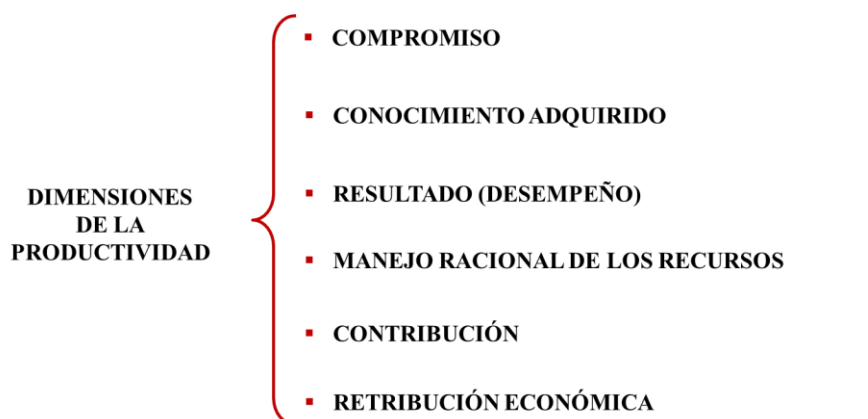 DIMENSIONES
DE LA
PRODUCTIVIDAD
▪ COMPROMISO
▪ CONOCIMIENTO ADQUIRIDO
▪ RESULTADO (DESEMPEÑO)
▪ MANEJO RACIONAL DE LOS RECURSOS
▪ CONTRIBUCIÓN
▪ RETRIBUCIÓN ECONÓMICA